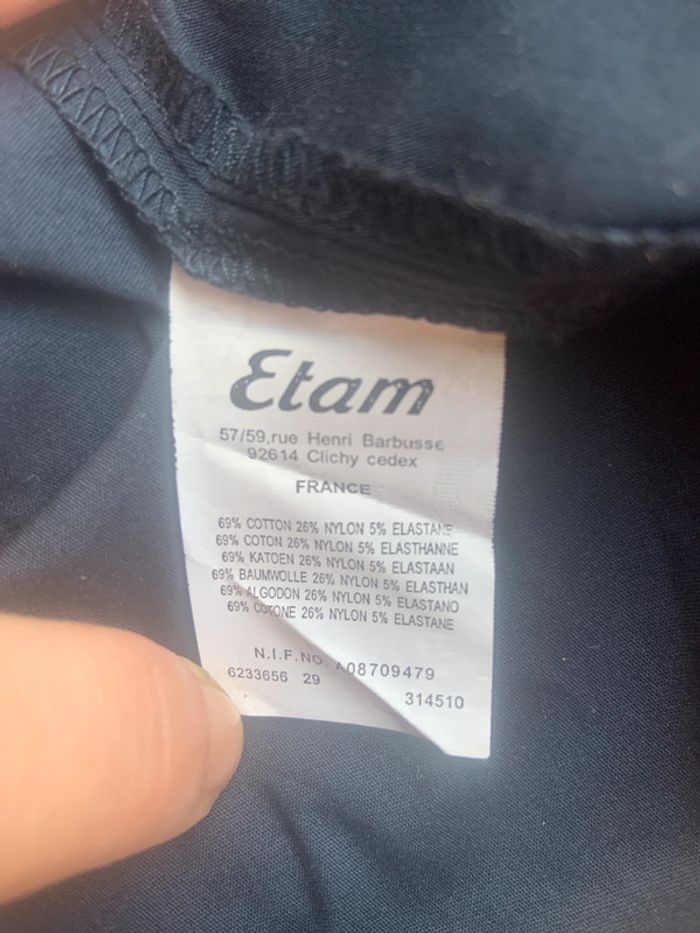 Etam
57/59,rue Henri Barbusse
92614 Clichy cedex
FRANCE
69% COTTON 26% NYLON 5% ELASTANE
69% COTON 26% NYLON 5% ELASTHANNE
69% KATOEN 26% NYLON 5% ELASTAAN
69% BAUMWOLLE 26% NYLON 5% ELASTHAN
69% ALGODON 26% NYLON 5% ELASTANO
69% COTONE 26% NYLON 5% ELASTANE
N.I.F.NO: A08709479
6233656 29
314510